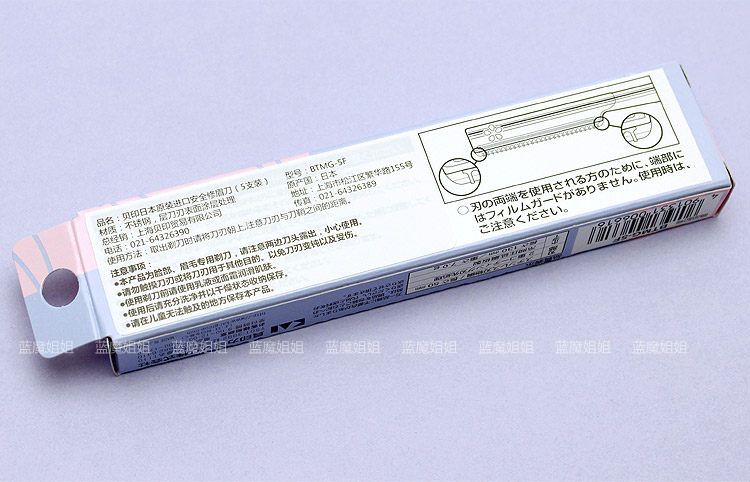 品名：贝印日本原装进口安全修眉刀（5支装）
型号：BTMG-5F
材质：不锈钢，层刀刃表面涂层处理
原产国：日本
总经销：上海贝印贸易有限公司
地址：上海市松江区繁华路155号
电话：021-64326390
传真：021-64326389
使用方法：取出剃刀时请将刀刃朝上，注意刀刃与刀鞘之间的距离。
注意事项：
●本产品为脸部、眉毛专用剃刀，请注意两边刀头露出，小心使用。
●请勿触摸刀刃或将刀刃用于其他目的，以免刀刃变钝以及受伤。
●使用剃刀前请使用乳液或面霜润滑肌肤。
●使用后请充分洗净并以干燥状态收纳保存。
●请在儿童无法触及的地方保存本产品。
○刃の両端を使用される方のために、端部に
はフィルムガードがありません。使用時は、
ご注意ください。
KAI
蓝魔姐姐 蓝魔姐姐 蓝魔姐姐 蓝魔姐姐 蓝魔姐姐 蓝魔姐姐 蓝魔姐姐 蓝魔姐姐 蓝魔姐姐